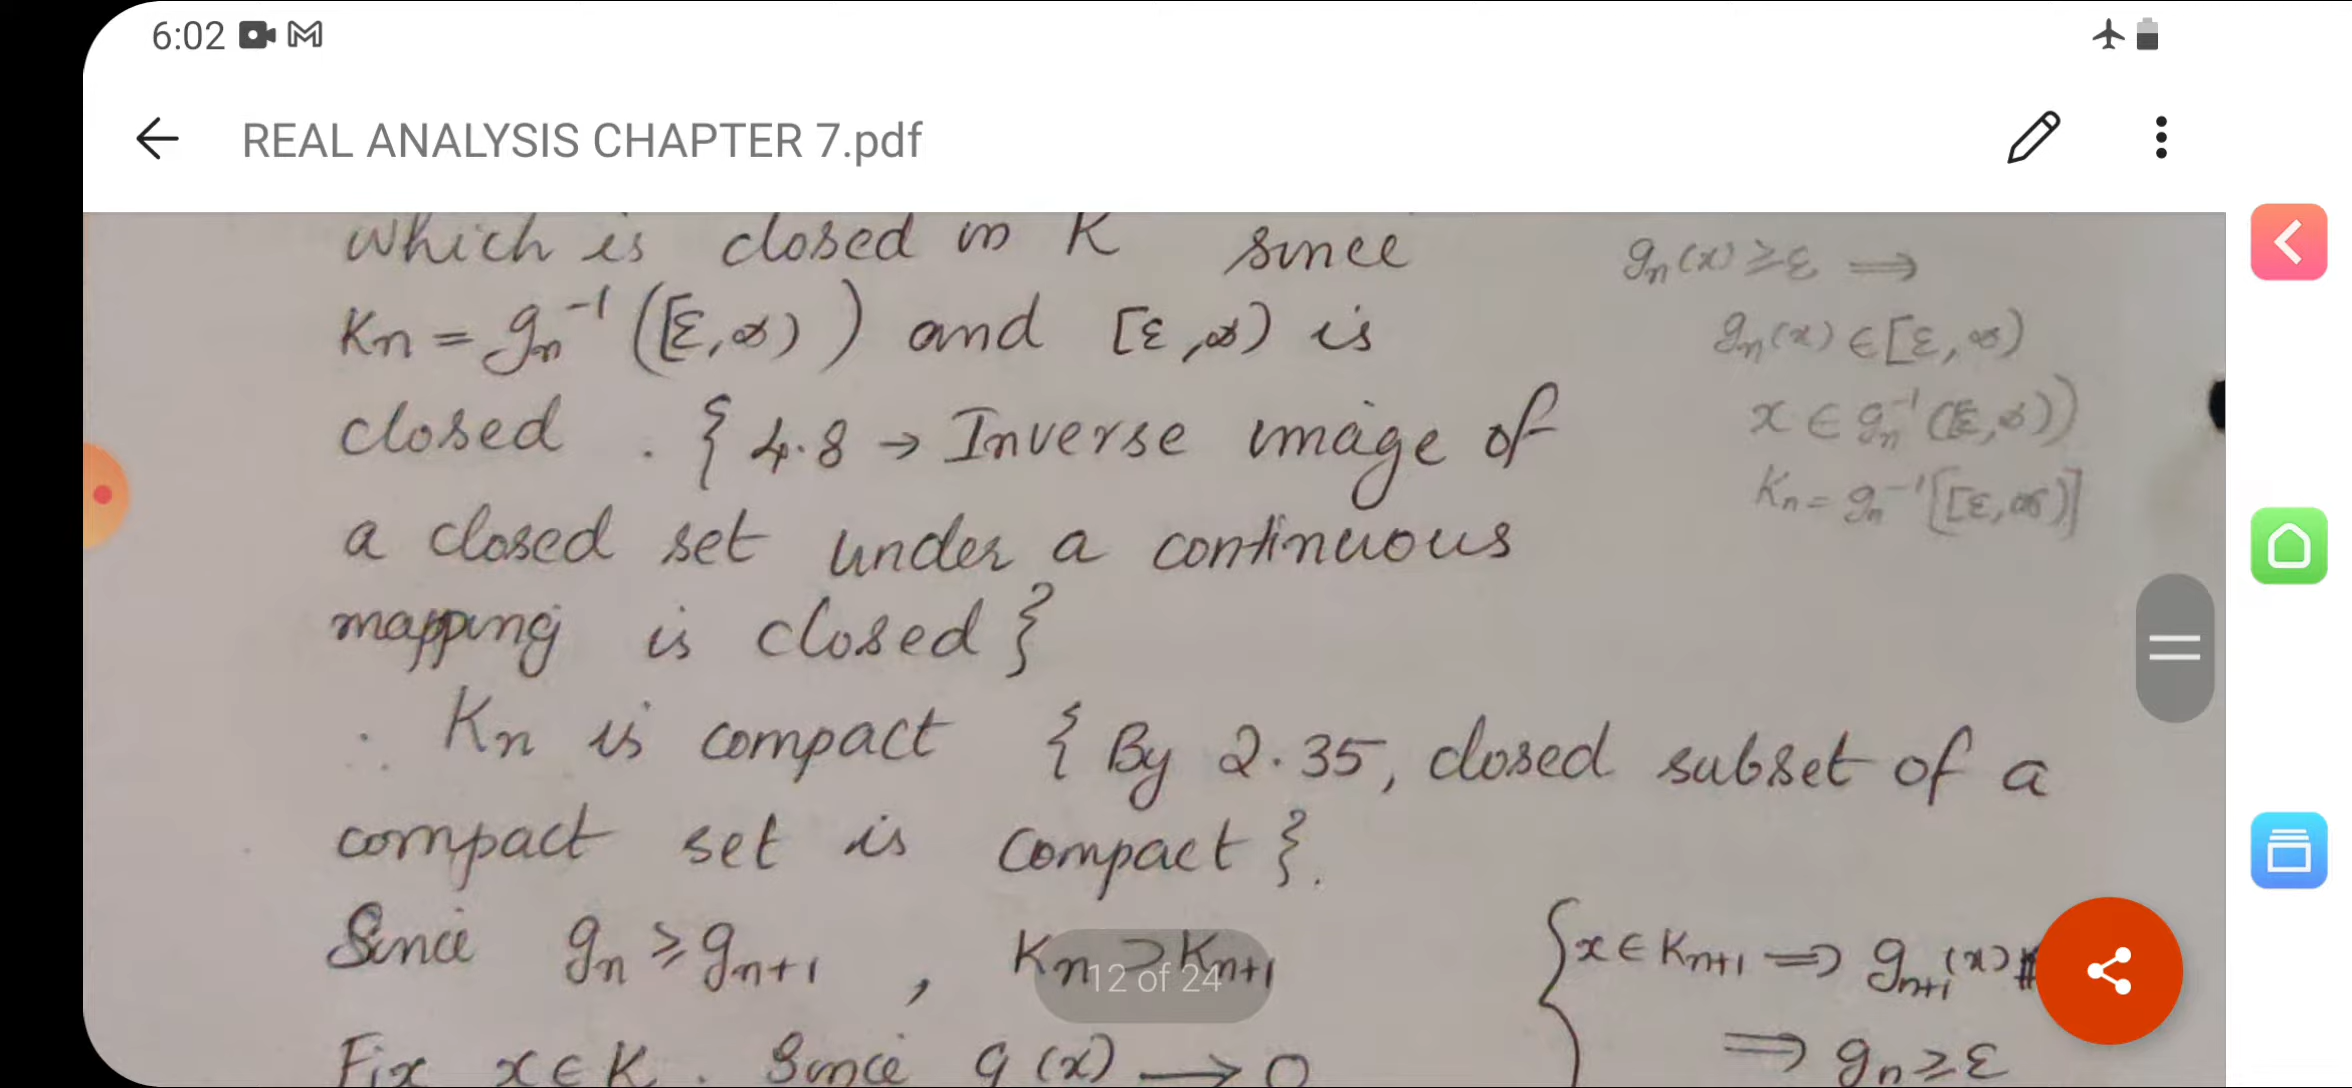 6:02
REAL ANALYSIS CHAPTER 7.pdf
which is closed in K since
Kn = gn⁻¹([ε,∞)) and [ε,∞) is
closed . { 4.8 → Inverse image of
a closed set under a continuous
mapping is closed }
∴ Kn is compact { By 2.35, closed subset of a
compact set is compact }.
Since gn ≥ gn+1 , Kn ⊃ Kn+1
Fix x ∈ K . Since g (x) → 0
gn(x) ≥ ε ⇒
gn(x) ∈ [ε,∞)
x ∈ gn⁻¹([ε,∞))
Kn = gn⁻¹[[ε,∞)]
{ x ∈ Kn+1 ⇒ gn+1(x)
⇒ gn ≥ ε
12 of 24